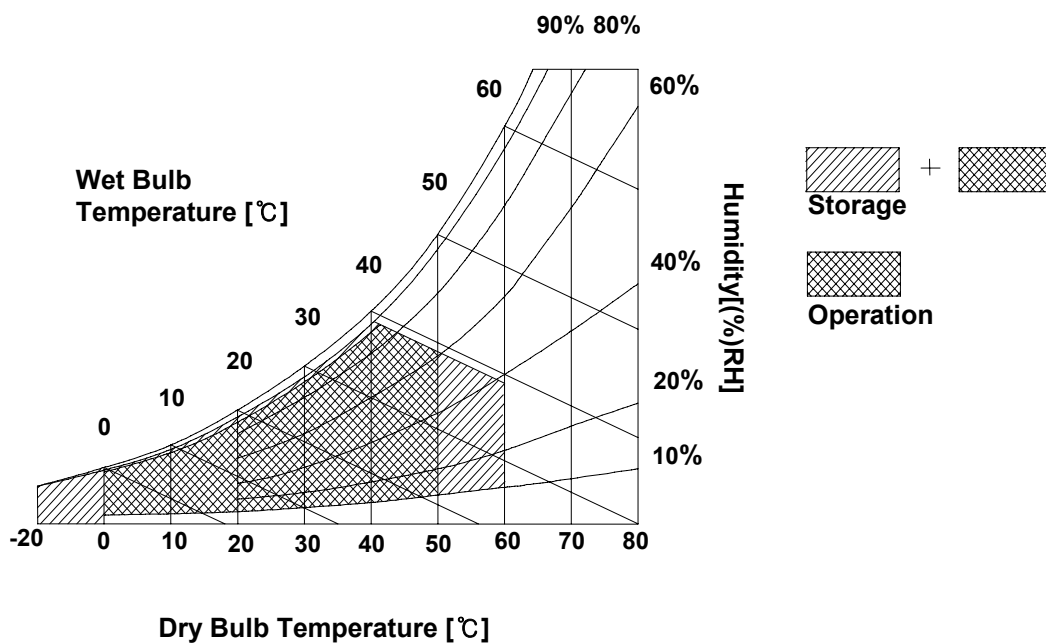 90% 80%
60
60%
50
Wet Bulb
Temperature [℃]
Storage
+
40
40%
Humidity[(%)RH]
30
Operation
20
20%
10
0
10%
-20 0 10 20 30 40 50 60 70 80
Dry Bulb Temperature [℃]